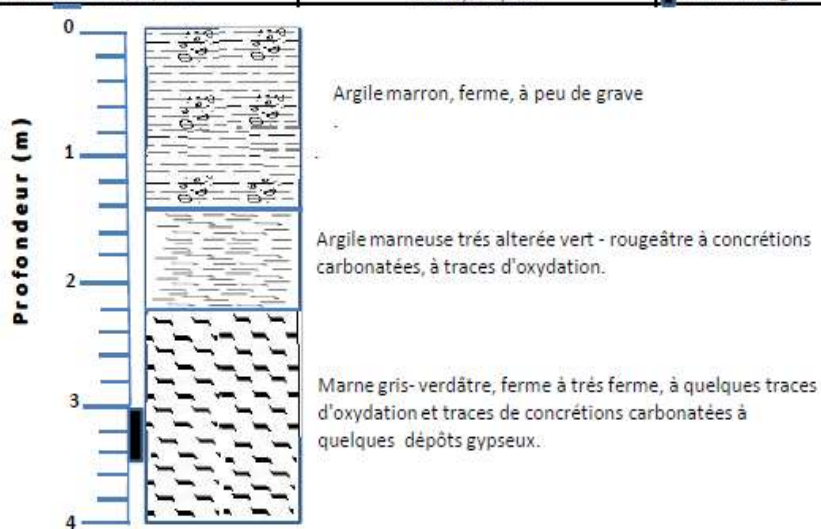 0
Argile marron, ferme, à peu de grave
.
1
.
Profondeur (m)
Argile marneuse trés alterée vert - rougeâtre à concrétions
carbonatées, à traces d'oxydation.
2
Marne gris- verdâtre, ferme à trés ferme, à quelques traces
d'oxydation et traces de concrétions carbonatées à
quelques dépôts gypseux.
3
4